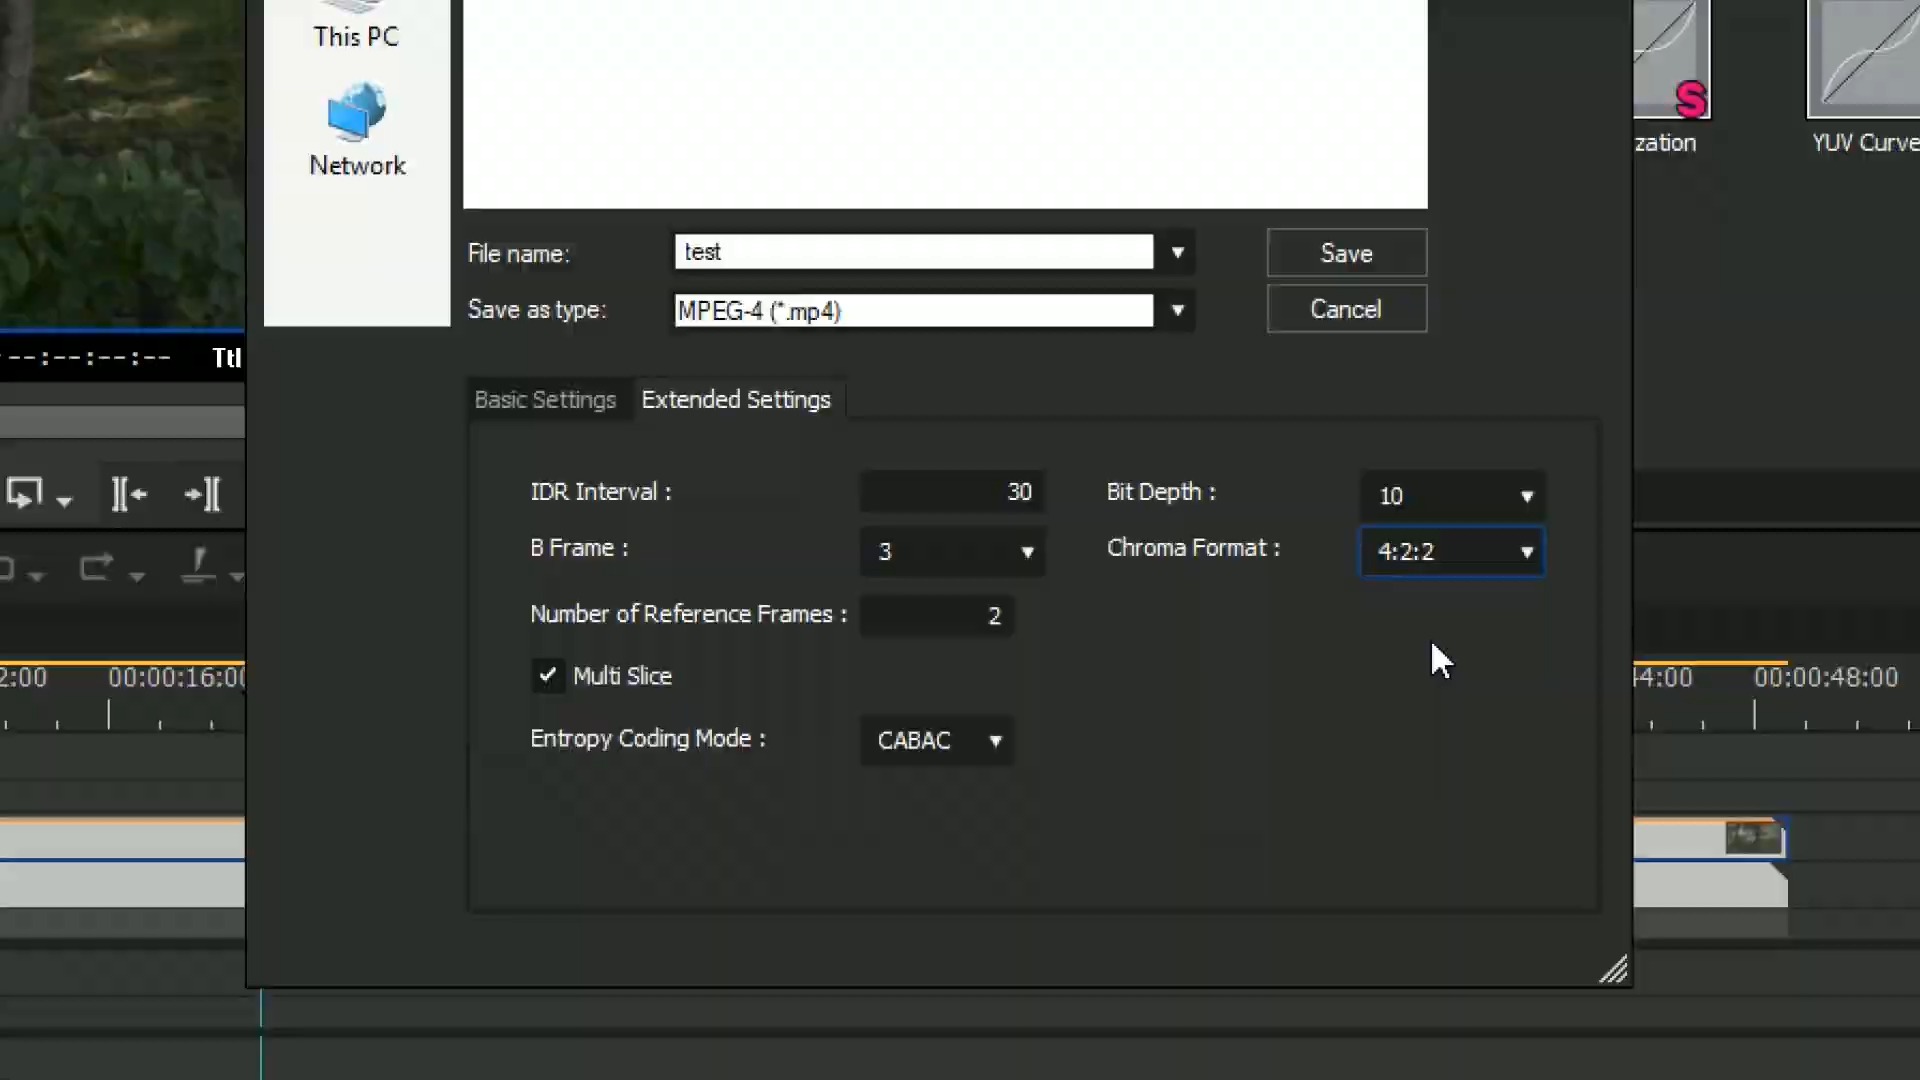 This PC
Network
zation
YUV Curve
File name:
test
Save
Save as type:
MPEG-4 (*.mp4)
Cancel
--:--:--:--
Ttl
Basic Settings
Extended Settings
IDR Interval :
30
Bit Depth :
10
B Frame :
3
Chroma Format :
4:2:2
Number of Reference Frames :
2
Multi Slice
2:00
00:00:16:00
44:00
00:00:48:00
Entropy Coding Mode :
CABAC
S